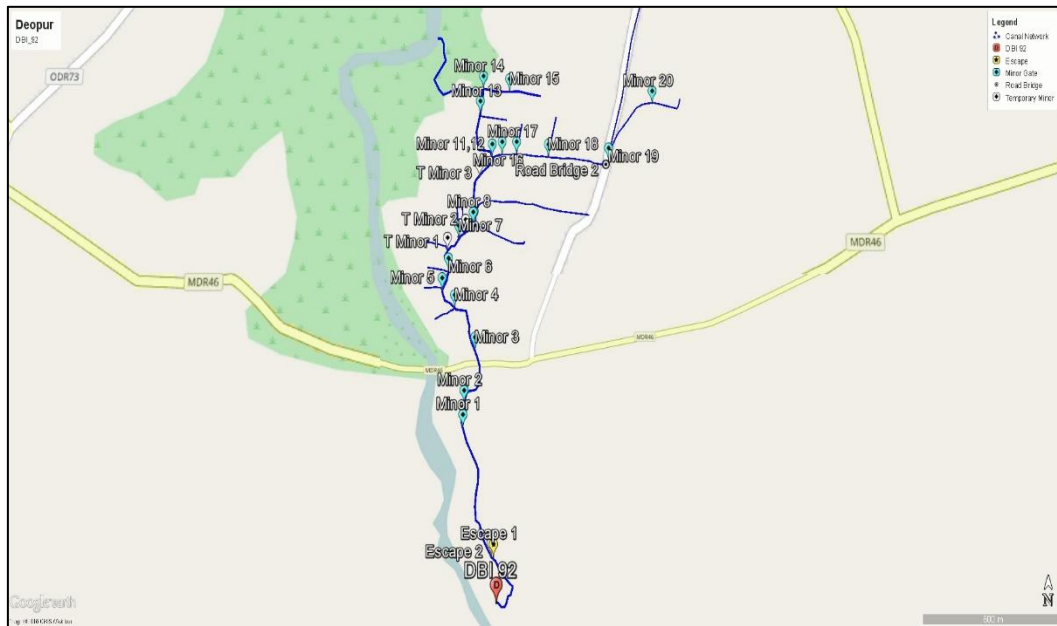 Deopur
DBI_92
Legend
Canal Network
DBI 92
Escape
Minor Gate
Road Bridge
Temporary Minor
ODR73
Minor 14
Minor 15
Minor 13
Minor 20
Minor 17
Minor 11,12
Minor 18
Minor 16
Minor 19
T Minor 3
Road Bridge 2
Minor 8
T Minor 2
Minor 7
T Minor 1
MDR46
Minor 6
Minor 5
MDR46
Minor 4
Minor 3
MDR46
MDR46
Minor 2
Minor 1
Escape 1
Escape 2
DBI 92
Google earth
N